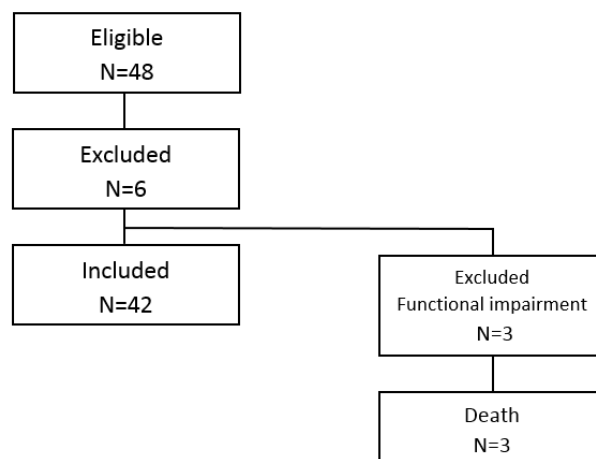 Eligible
N=48
Excluded
N=6
Included
N=42
Excluded
Functional impairment
N=3
Death
N=3